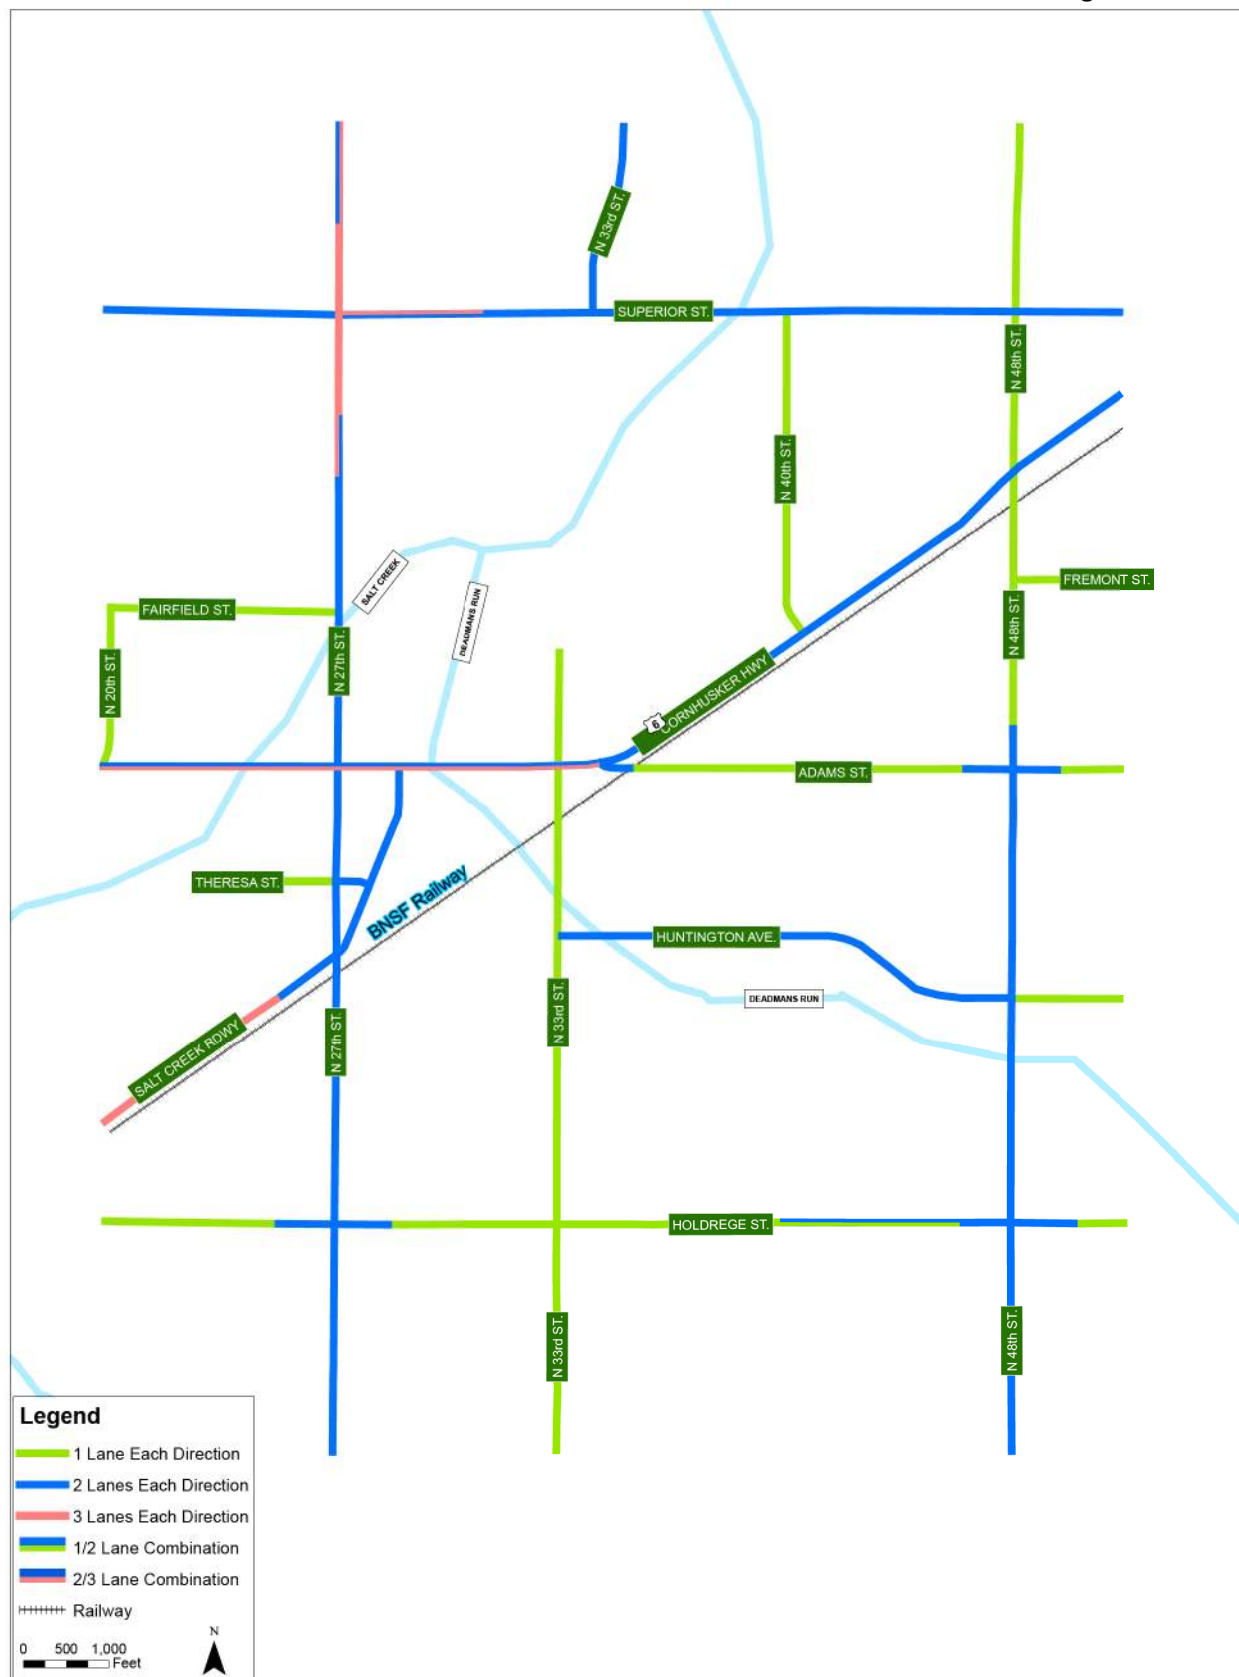 N 33rd ST.
SUPERIOR ST.
N 48th ST.
N 40th ST.
SALT CREEK
FREMONT ST.
FAIRFIELD ST.
DEADMANS RUN
N 48th ST.
N 27th ST.
N 20th ST.
6
CORNHUSKER HWY
ADAMS ST.
THERESA ST.
BNSF Railway
HUNTINGTON AVE.
DEADMANS RUN
N 33rd ST.
N 27th ST.
SALT CREEK RDWY
HOLDREGE ST.
N 33rd ST.
N 48th ST.
Legend
1 Lane Each Direction
2 Lanes Each Direction
3 Lanes Each Direction
1/2 Lane Combination
2/3 Lane Combination
Railway
N
0 500 1,000
Feet